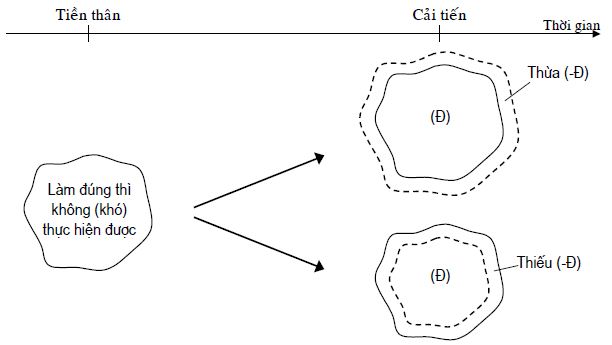 Tiền thân
Cải tiến
Thời gian
Thừa (-Đ)
(Đ)
Làm đúng thì
không (khó)
thực hiện được
(Đ)
Thiếu (-Đ)